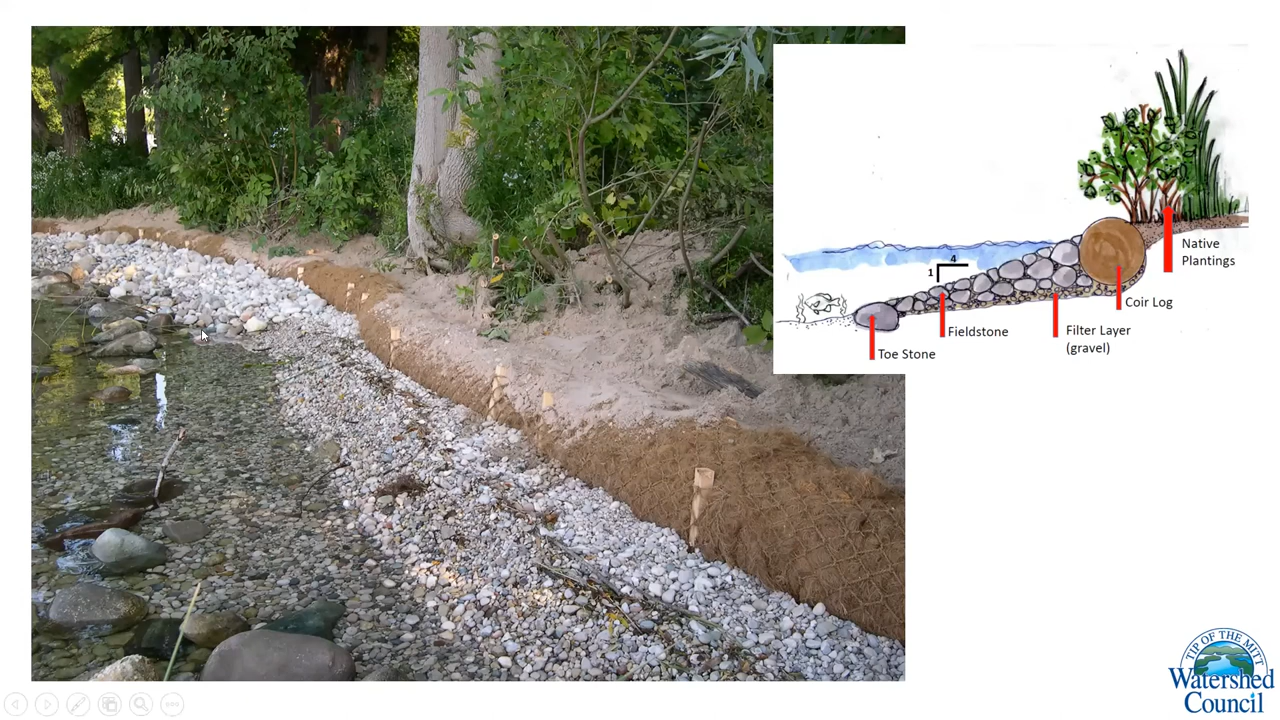 4
1
Native
Plantings
Coir Log
Fieldstone
Filter Layer
(gravel)
Toe Stone
TIP OF THE MITT
Watershed
Council